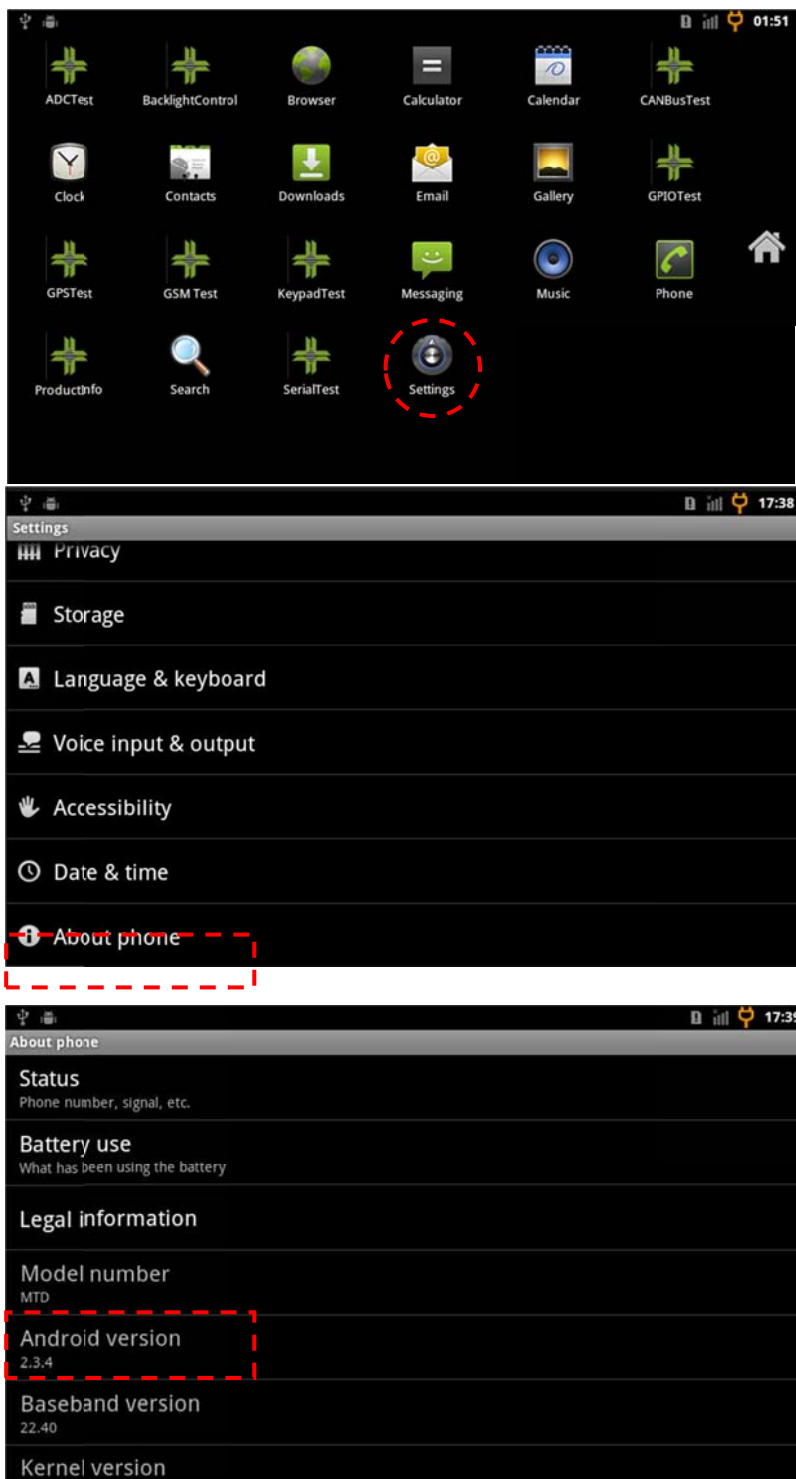 01:51
ADCTest BacklightControl Browser Calculator Calendar CANBusTest
Clock Contacts Downloads Email Gallery GPIOTest
GPSTest GSM Test KeypadTest Messaging Music Phone
ProductInfo Search SerialTest Settings
17:38
Settings
Privacy
Storage
Language & keyboard
Voice input & output
Accessibility
Date & time
About phone
17:39
About phone
Status
Phone number, signal, etc.
Battery use
What has been using the battery
Legal information
Model number
MTD
Android version
2.3.4
Baseband version
22.40
Kernel version